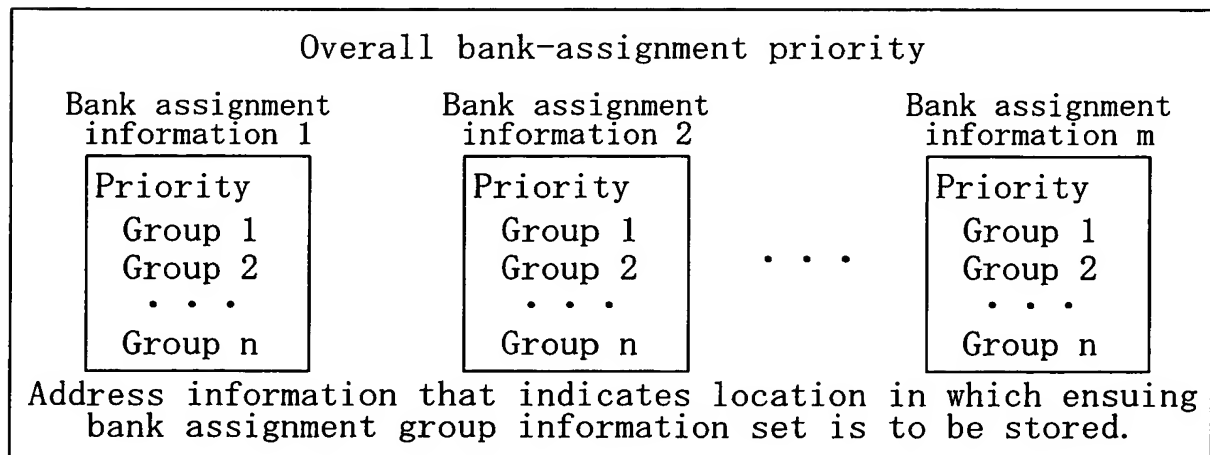 Overall bank-assignment priority
Bank assignment
information 1
Priority
Group 1
Group 2
. . .
Group n
Bank assignment
information 2
Priority
Group 1
Group 2
. . .
Group n
. . .
Bank assignment
information m
Priority
Group 1
Group 2
. . .
Group n
Address information that indicates location in which ensuing
bank assignment group information set is to be stored.